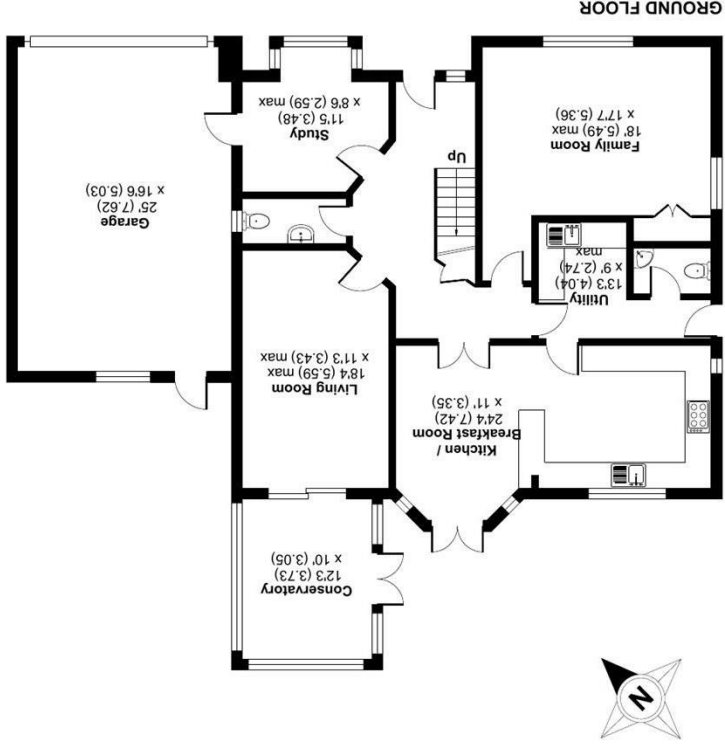 Conservatory
12'3 (3.73)
x 10' (3.05)
Kitchen /
Breakfast Room
24'4 (7.42)
x 11' (3.35)
Living Room
18'4 (5.59) max
x 11'3 (3.43) max
Utility
13'3 (4.04)
x 9' (2.74)
max
Garage
25' (7.62)
x 16'6 (5.03)
Family Room
18' (5.49) max
x 17'7 (5.36)
Up
Study
11'5 (3.48)
x 8'6 (2.59) max
GROUND FLOOR
N